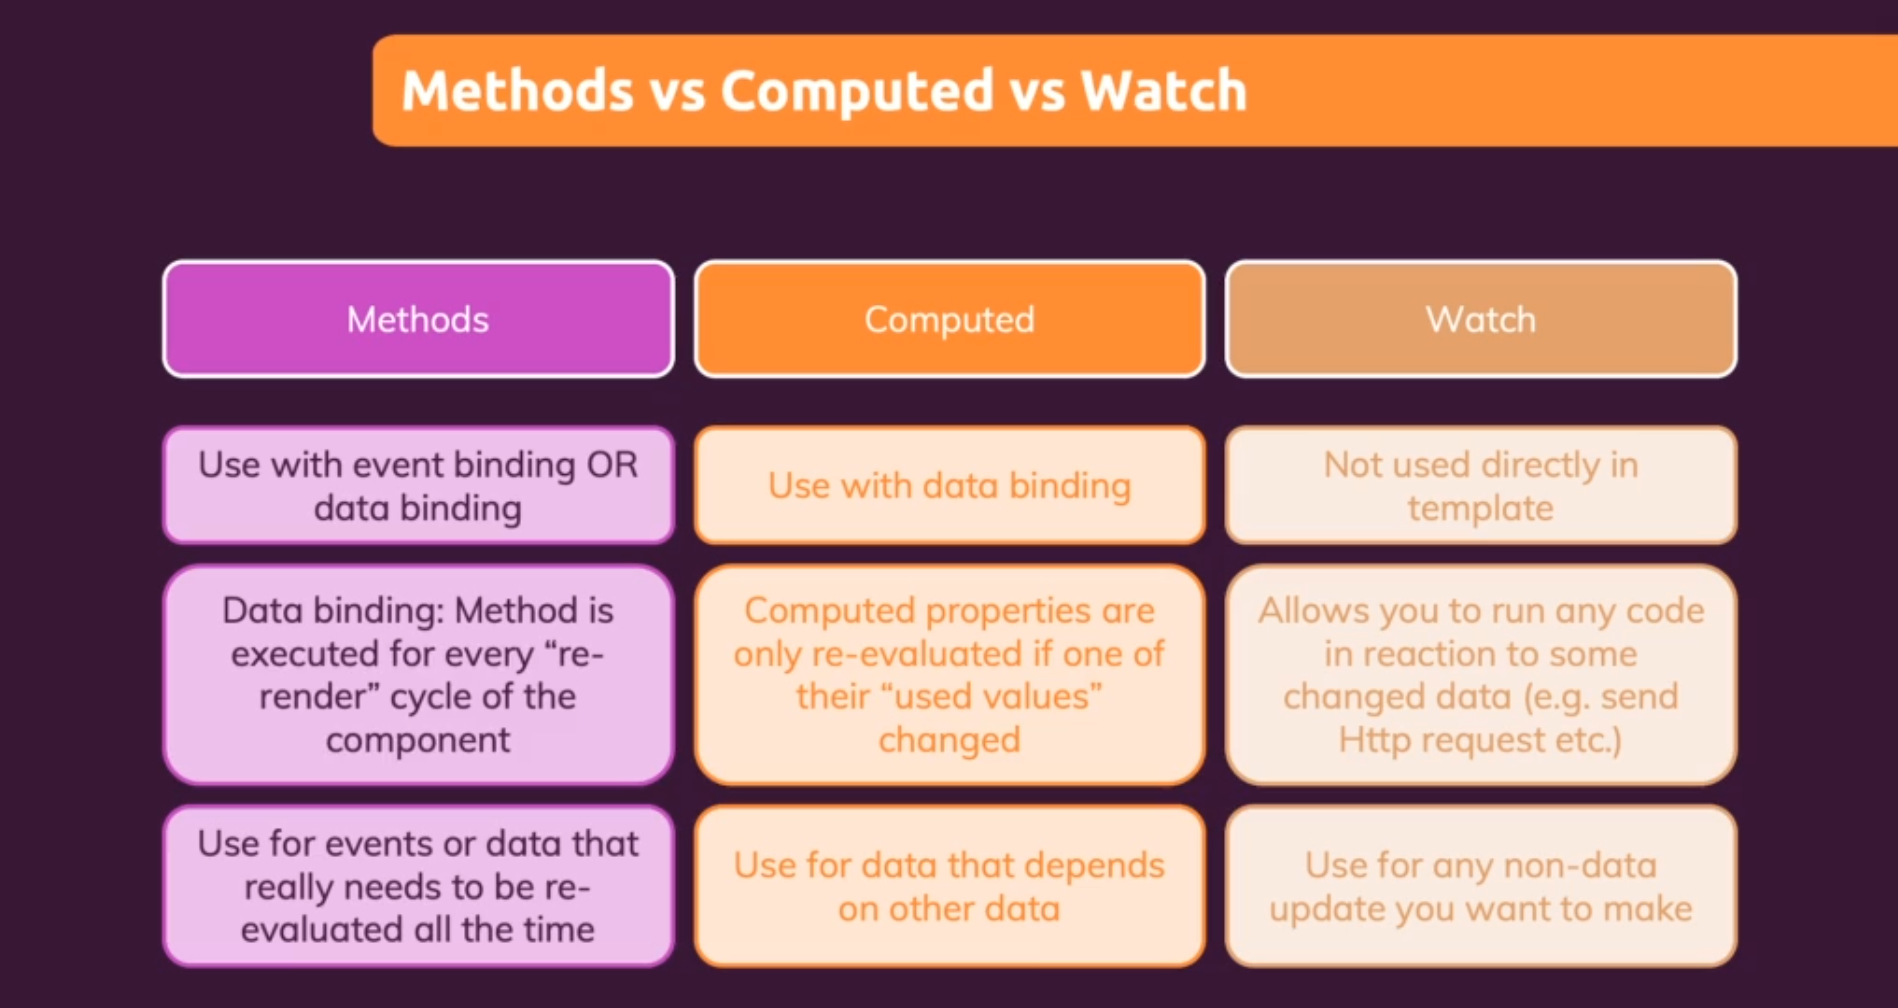 Methods vs Computed vs Watch
Methods
Computed
Watch
Use with event binding OR
data binding
Use with data binding
Not used directly in
template
Data binding: Method is
executed for every “re-
render” cycle of the
component
Computed properties are
only re-evaluated if one of
their “used values”
changed
Allows you to run any code
in reaction to some
changed data (e.g. send
Http request etc.)
Use for events or data that
really needs to be re-
evaluated all the time
Use for data that depends
on other data
Use for any non-data
update you want to make